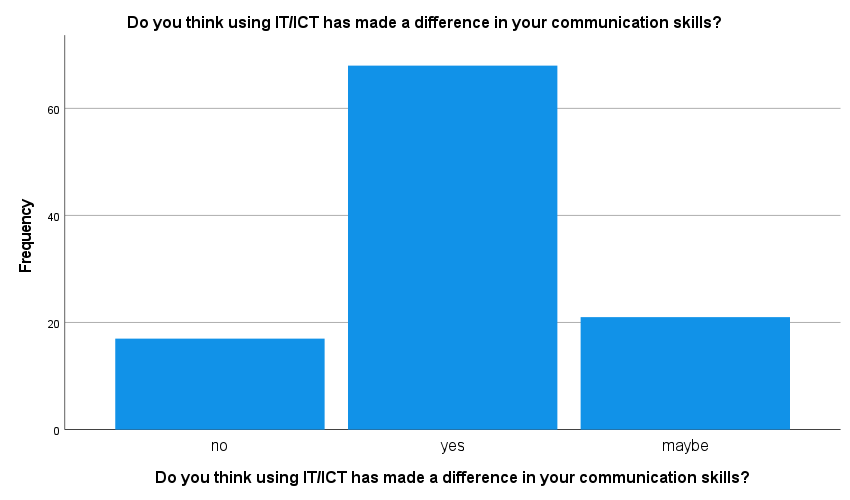 Do you think using IT/ICT has made a difference in your communication skills?
60
40
20
0
Frequency
no
yes
maybe
Do you think using IT/ICT has made a difference in your communication skills?